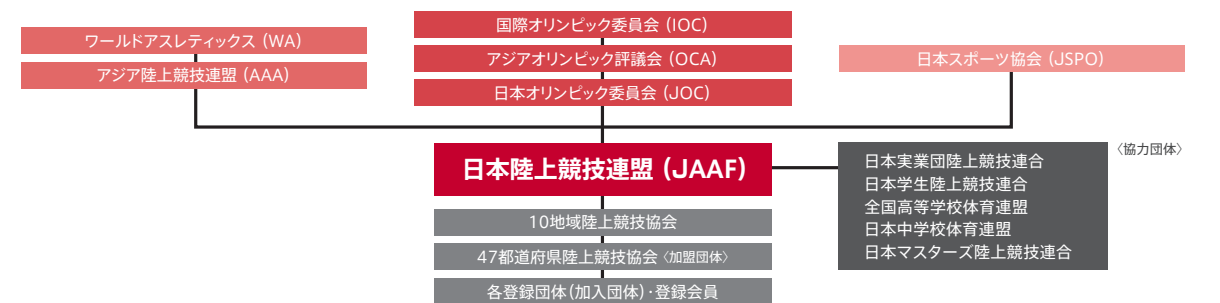 ワールドアスレティックス（WA）
アジア陸上競技連盟（AAA）
国際オリンピック委員会（IOC）
アジアオリンピック評議会（OCA）
日本オリンピック委員会（JOC）
日本スポーツ協会（JSPO）
日本陸上競技連盟（JAAF）
〈協力団体〉
日本実業団陸上競技連合
日本学生陸上競技連合
全国高等学校体育連盟
日本中学校体育連盟
日本マスターズ陸上競技連合
10地域陸上競技協会
47都道府県陸上競技協会〈加盟団体〉
各登録団体（加入団体）・登録会員